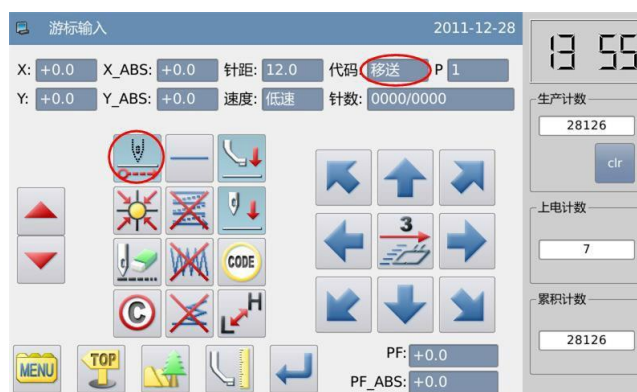 游标输入 2011-12-28
X: +0.0 X_ABS: +0.0 针距: 12.0 代码: 移送 P 1
Y: +0.0 Y_ABS: +0.0 速度: 低速 针数: 0000/0000
13 55
生产计数
28126
clr
上电计数
7
累积计数
28126
3
CODE
C
H
L
MENU
TOP
PF: +0.0
PF_ABS: +0.0